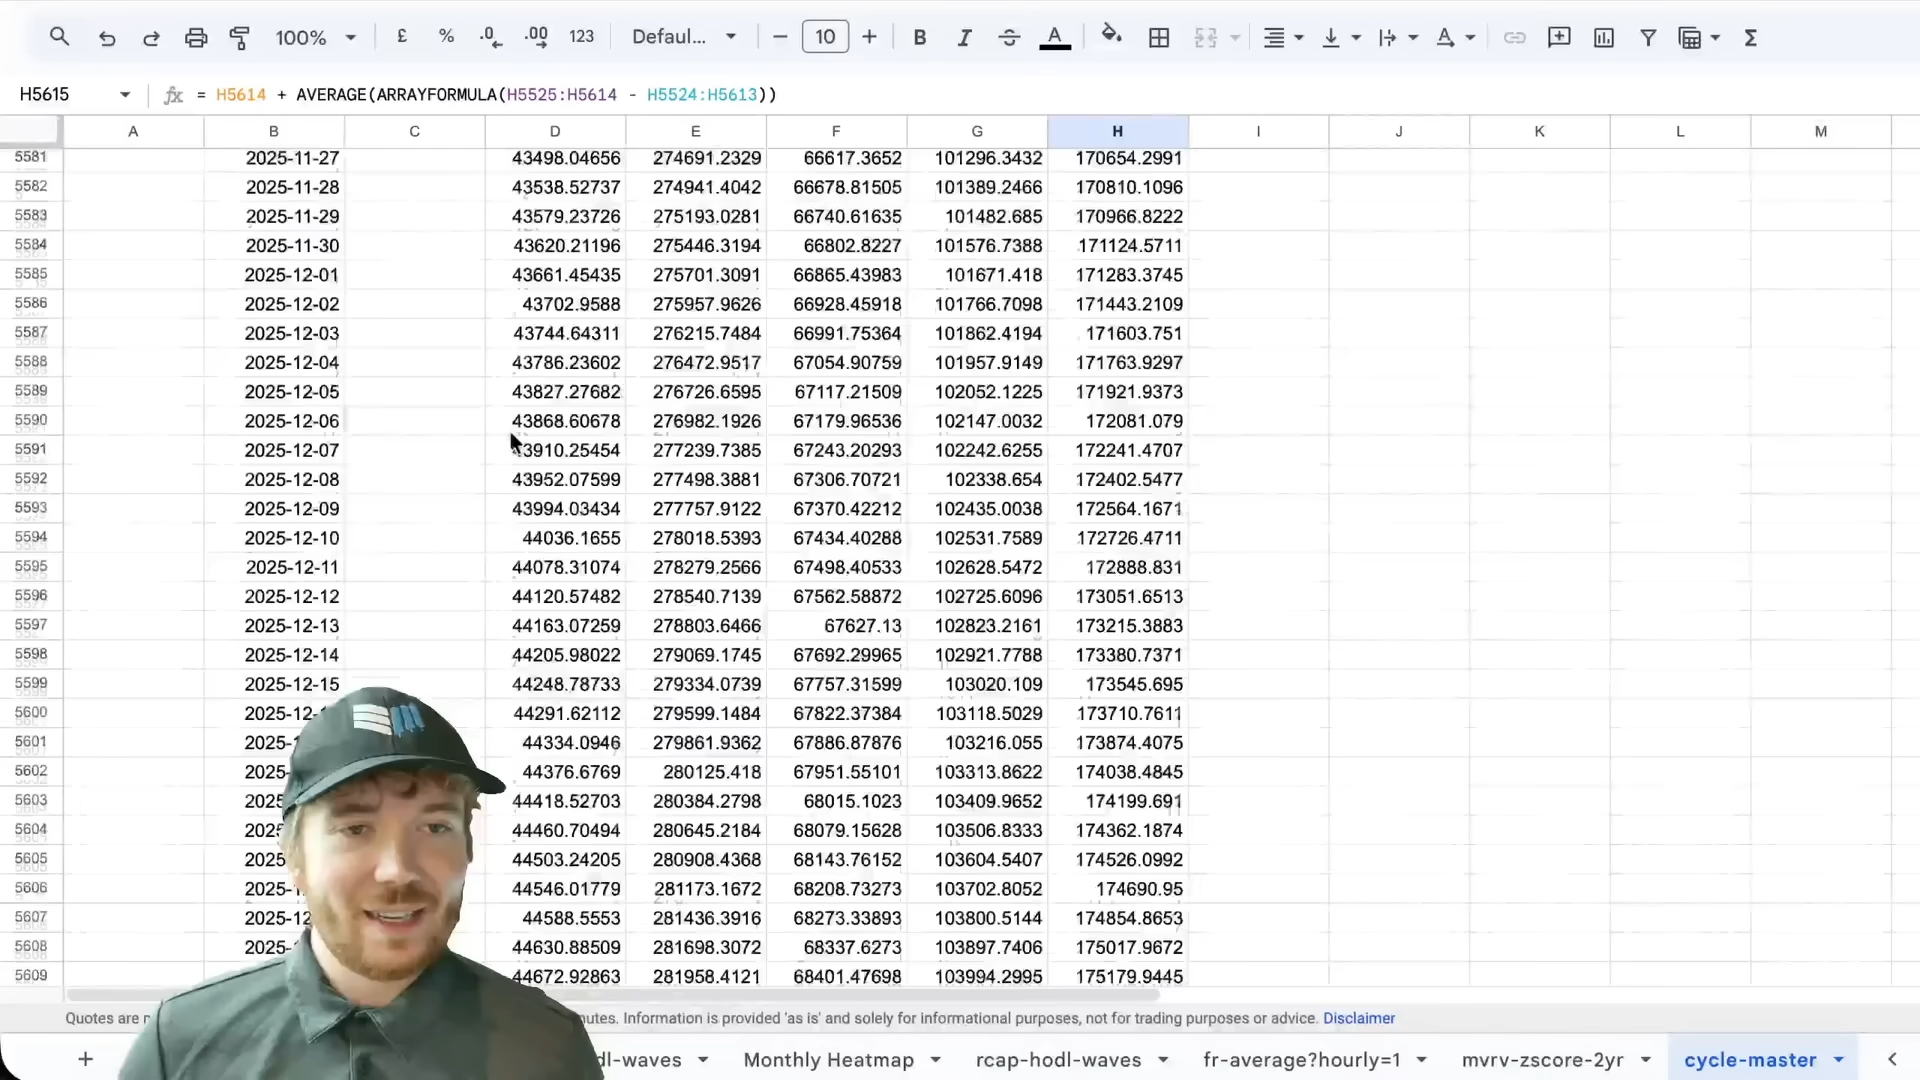 100% £ % .0 .00 123 Defaul... 10 B I S A Σ
H5615 fx = H5614 + AVERAGE(ARRAYFORMULA(H5525:H5614 - H5524:H5613))
A B C D E F G H I J K L M
5581 2025-11-27 43498.04656 274691.2329 66617.3652 101296.3432 170654.2991
5582 2025-11-28 43538.52737 274941.4042 66678.81505 101389.2466 170810.1096
5583 2025-11-29 43579.23726 275193.0281 66740.61635 101482.685 170966.8222
5584 2025-11-30 43620.21196 275446.3194 66802.8227 101576.7388 171124.5711
5585 2025-12-01 43661.45435 275701.3091 66865.43983 101671.418 171283.3745
5586 2025-12-02 43702.9588 275957.9626 66928.45918 101766.7098 171443.2109
5587 2025-12-03 43744.64311 276215.7484 66991.75364 101862.4194 171603.751
5588 2025-12-04 43786.23602 276472.9517 67054.90759 101957.9149 171763.9297
5589 2025-12-05 43827.27682 276726.6595 67117.21509 102052.1225 171921.9373
5590 2025-12-06 43868.60678 276982.1926 67179.96536 102147.0032 172081.079
5591 2025-12-07 43910.25454 277239.7385 67243.20293 102242.6255 172241.4707
5592 2025-12-08 43952.07599 277498.3881 67306.70721 102338.654 172402.5477
5593 2025-12-09 43994.03434 277757.9122 67370.42212 102435.0038 172564.1671
5594 2025-12-10 44036.1655 278018.5393 67434.40288 102531.7589 172726.4711
5595 2025-12-11 44078.31074 278279.2566 67498.40533 102628.5472 172888.831
5596 2025-12-12 44120.57482 278540.7139 67562.58872 102725.6096 173051.6513
5597 2025-12-13 44163.07259 278803.6466 67627.13 102823.2161 173215.3883
5598 2025-12-14 44205.98022 279069.1745 67692.29965 102921.7788 173380.7371
5599 2025-12-15 44248.78733 279334.0739 67757.31599 103020.109 173545.695
5600 2025-12- 44291.62112 279599.1484 67822.37384 103118.5029 173710.7611
5601 2025- 44334.0946 279861.9362 67886.87876 103216.055 173874.4075
5602 2025- 44376.6769 280125.418 67951.55101 103313.8622 174038.4845
5603 2025 44418.52703 280384.2798 68015.1023 103409.9652 174199.691
5604 2025 44460.70494 280645.2184 68079.15628 103506.8333 174362.1874
5605 2025 44503.24205 280908.4368 68143.76152 103604.5407 174526.0992
5606 2025- 44546.01779 281173.1672 68208.73273 103702.8052 174690.95
5607 2025-12 44588.5553 281436.3916 68273.33893 103800.5144 174854.8653
5608 2025- 44630.88509 281698.3072 68337.6273 103897.7406 175017.9672
5609 44672.92863 281958.4121 68401.47698 103994.2995 175179.9445
Quotes are n utes. Information is provided 'as is' and solely for informational purposes, not for trading purposes or advice. Disclaimer
dl-waves Monthly Heatmap rcap-hodl-waves fr-average?hourly=1 mvrv-zscore-2yr cycle-master